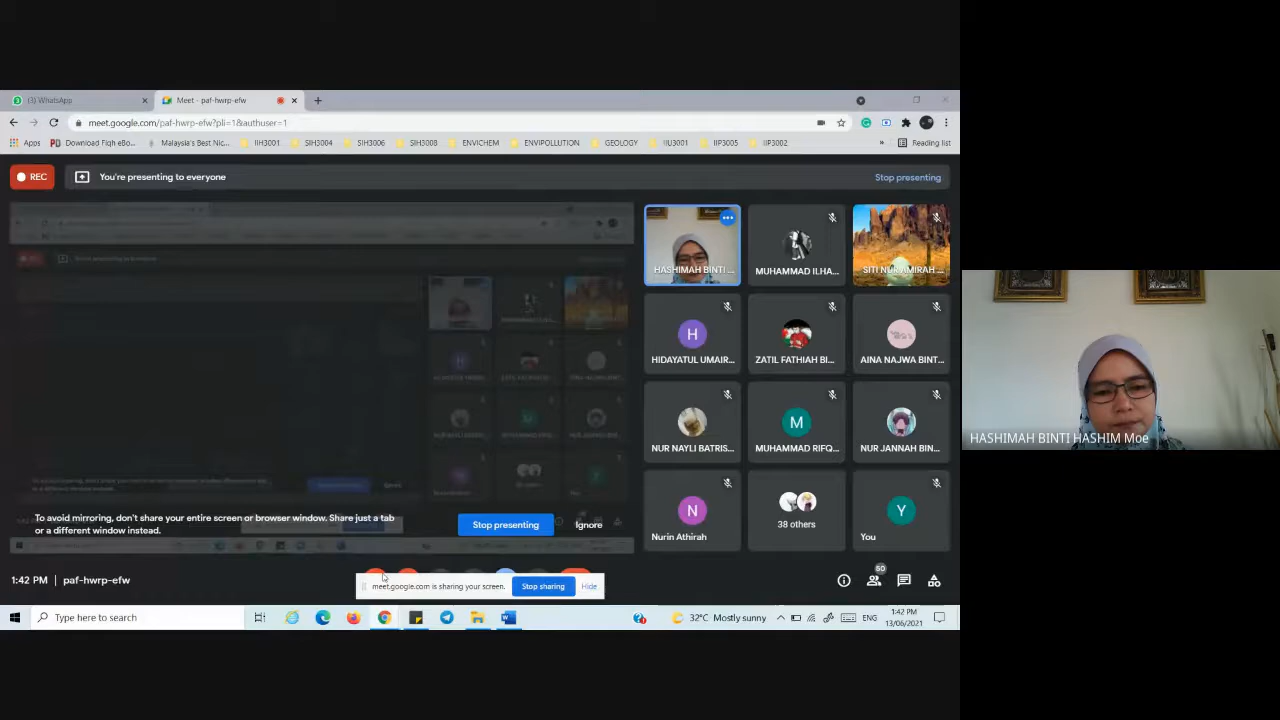 (3) WhatsApp
Meet - paf-hwrp-efw
meet.google.com/paf-hwrp-efw?pli=1&authuser=1
Apps
Download Fiqh eBo...
Malaysia's Best Nic...
IIH3001
SIH3004
SIH3006
SIH3008
ENVICHEM
ENVIPOLLUTION
GEOLOGY
IIU3001
IIP3005
IIP3002
»
Reading list
REC
You're presenting to everyone
Stop presenting
HASHIMAH BINTI ...
MUHAMMAD ILHA...
SITI NUR AMIRAH ...
HIDAYATUL UMAIR...
ZATIL FATHIAH BI...
AINA NAJWA BINT...
NUR NAYLI BATRIS...
MUHAMMAD RIFQ...
NUR JANNAH BIN...
Nurin Athirah
38 others
You
H
M
N
Y
To avoid mirroring, don't share your entire screen or browser window. Share just a tab
or a different window instead.
Stop presenting
Ignore
HASHIMAH BINTI HASHIM Moe
1:42 PM | paf-hwrp-efw
meet.google.com is sharing your screen.
Stop sharing
Hide
50
Type here to search
32°C Mostly sunny
ENG
1:42 PM
13/06/2021